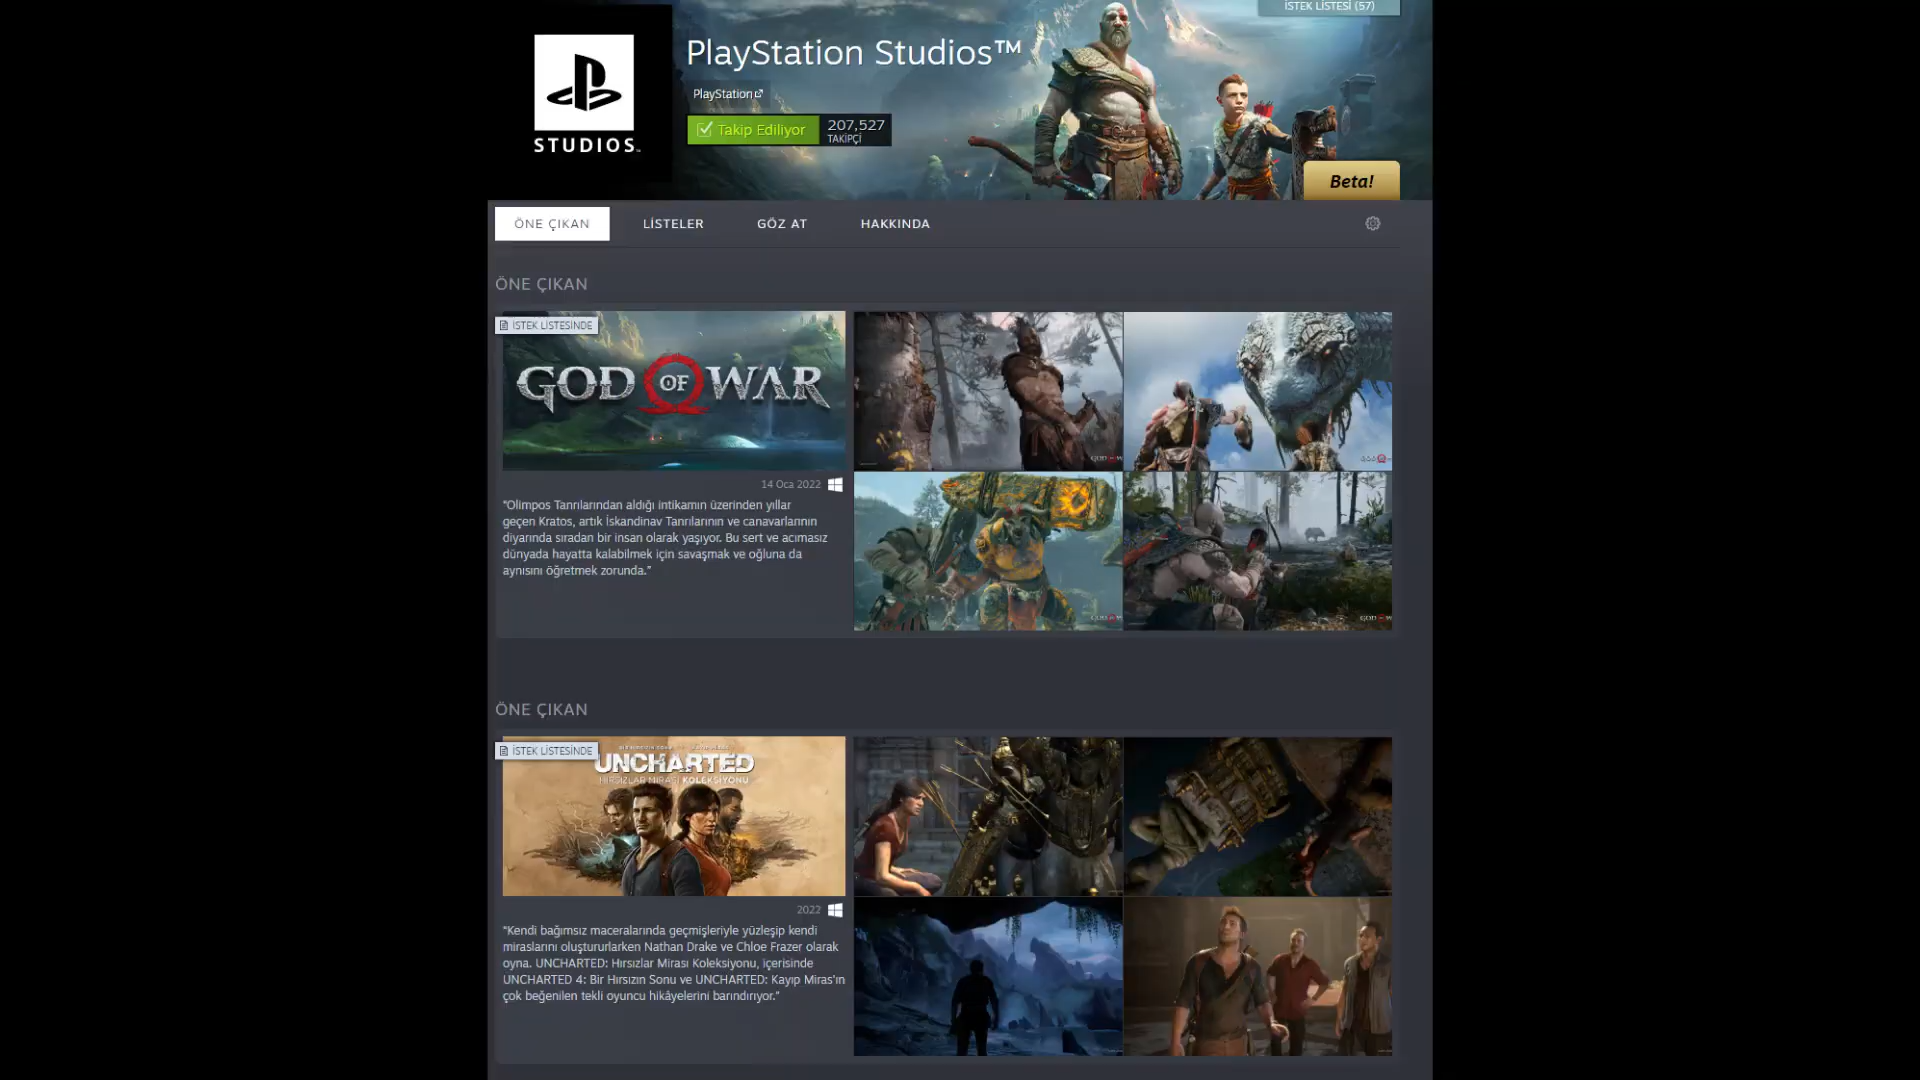 İSTEK LİSTESİ (57)
PlayStation Studios™
PlayStation
Takip Ediliyor
207,527
TAKİPÇİ
STUDIOS
Beta!
ÖNE ÇIKAN
LİSTELER
GÖZ AT
HAKKINDA
ÖNE ÇIKAN
İSTEK LİSTESİNDE
GOD OF WAR
14 Oca 2022
"Olimpos Tanrılarından aldığı intikamın üzerinden yıllar
geçen Kratos, artık İskandinav Tanrılarının ve canavarlarının
diyarında sıradan bir insan olarak yaşıyor. Bu sert ve acımasız
dünyada hayatta kalabilmek için savaşmak ve oğluna da
aynısını öğretmek zorunda."
ÖNE ÇIKAN
İSTEK LİSTESİNDE
UNCHARTED
HIRSIZLAR MİRASI KOLEKSİYONU
2022
"Kendi bağımsız maceralarında geçmişleriyle yüzleşip kendi
miraslarını oluştururlarken Nathan Drake ve Chloe Frazer olarak
oyna. UNCHARTED: Hırsızlar Mirası Koleksiyonu, içerisinde
UNCHARTED 4: Bir Hırsızın Sonu ve UNCHARTED: Kayıp Miras'ın
çok beğenilen tekli oyuncu hikâyelerini barındırıyor."